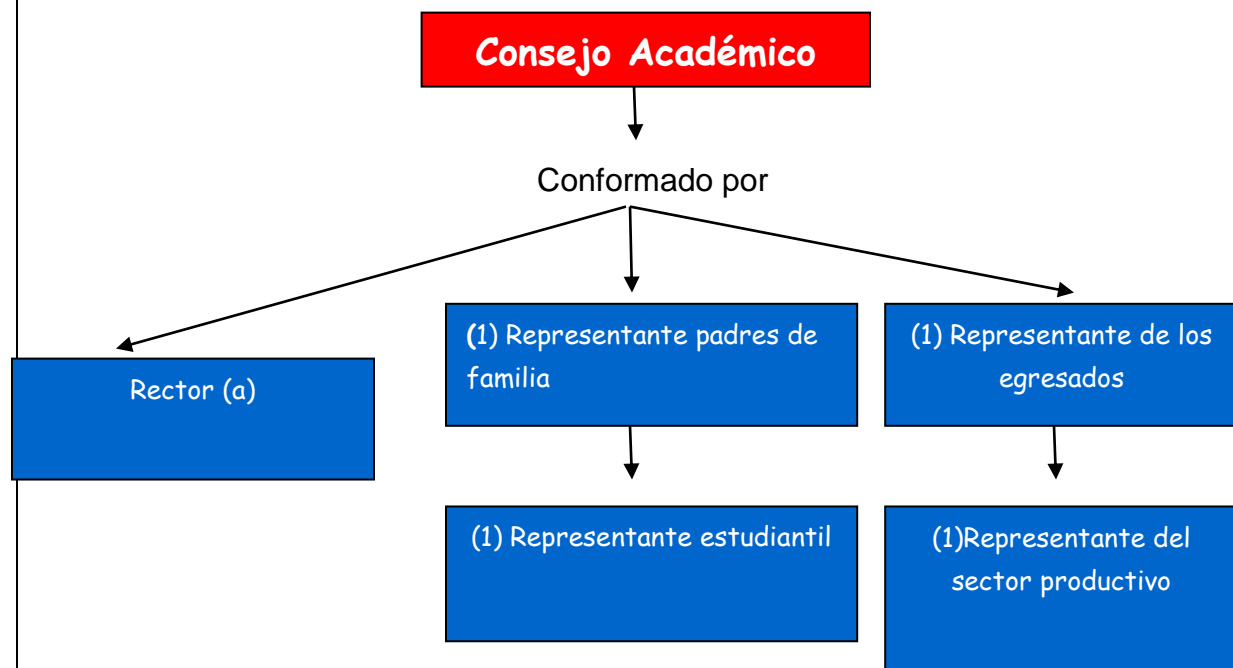 Consejo Académico
Conformado por
Rector (a)
(1) Representante padres de
familia
(1) Representante de los
egresados
(1) Representante estudiantil
(1)Representante del
sector productivo